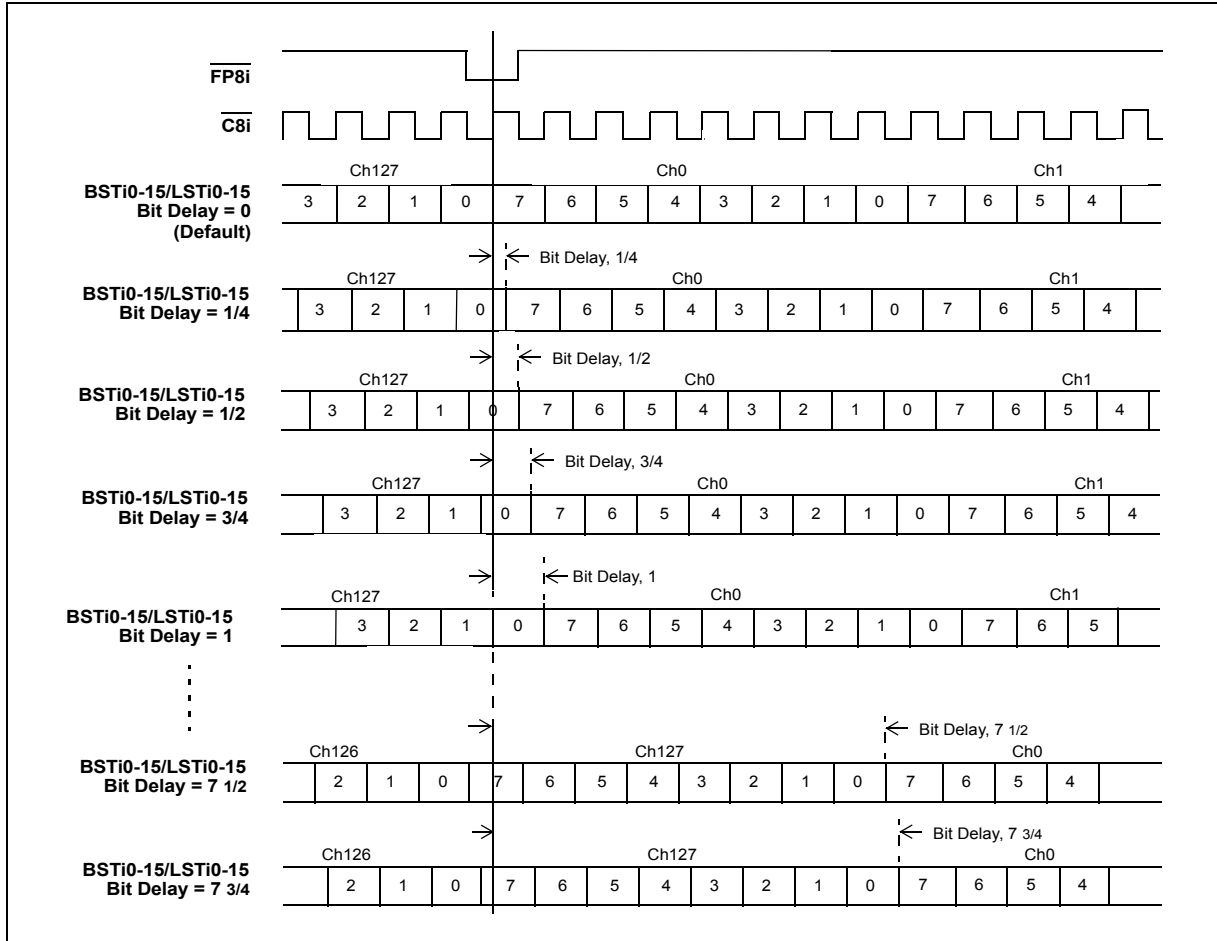 FP8i
C8i
Ch127 Ch0 Ch1
BSTi0-15/LSTi0-15
Bit Delay = 0
(Default)
3 2 1 0 7 6 5 4 3 2 1 0 7 6 5 4
Bit Delay, 1/4
Ch127 Ch0 Ch1
BSTi0-15/LSTi0-15
Bit Delay = 1/4
3 2 1 0 7 6 5 4 3 2 1 0 7 6 5 4
Bit Delay, 1/2
Ch127 Ch0 Ch1
BSTi0-15/LSTi0-15
Bit Delay = 1/2
3 2 1 0 7 6 5 4 3 2 1 0 7 6 5 4
Bit Delay, 3/4
Ch127 Ch0 Ch1
BSTi0-15/LSTi0-15
Bit Delay = 3/4
3 2 1 0 7 6 5 4 3 2 1 0 7 6 5 4
Bit Delay, 1
Ch127 Ch0 Ch1
BSTi0-15/LSTi0-15
Bit Delay = 1
3 2 1 0 7 6 5 4 3 2 1 0 7 6 5
Bit Delay, 7 1/2
Ch126 Ch127 Ch0
BSTi0-15/LSTi0-15
Bit Delay = 7 1/2
2 1 0 7 6 5 4 3 2 1 0 7 6 5 4
Bit Delay, 7 3/4
Ch126 Ch127 Ch0
BSTi0-15/LSTi0-15
Bit Delay = 7 3/4
2 1 0 7 6 5 4 3 2 1 0 7 6 5 4